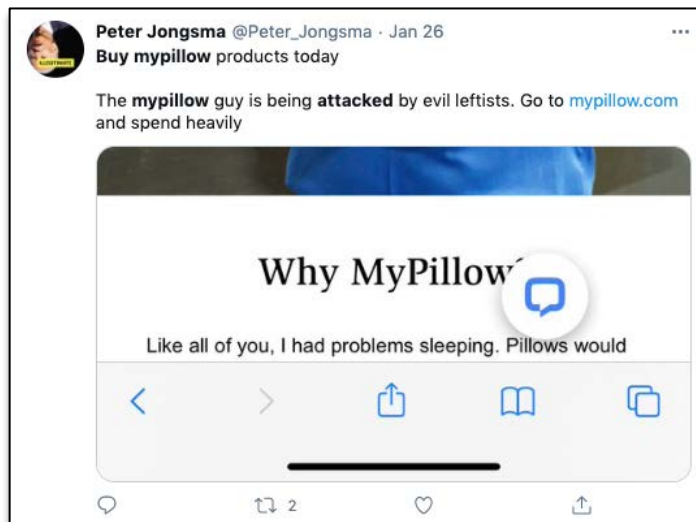 Peter Jongsma @Peter_Jongsma · Jan 26
Buy mypillow products today
The mypillow guy is being attacked by evil leftists. Go to mypillow.com
and spend heavily
Why MyPillow
Like all of you, I had problems sleeping. Pillows would
2